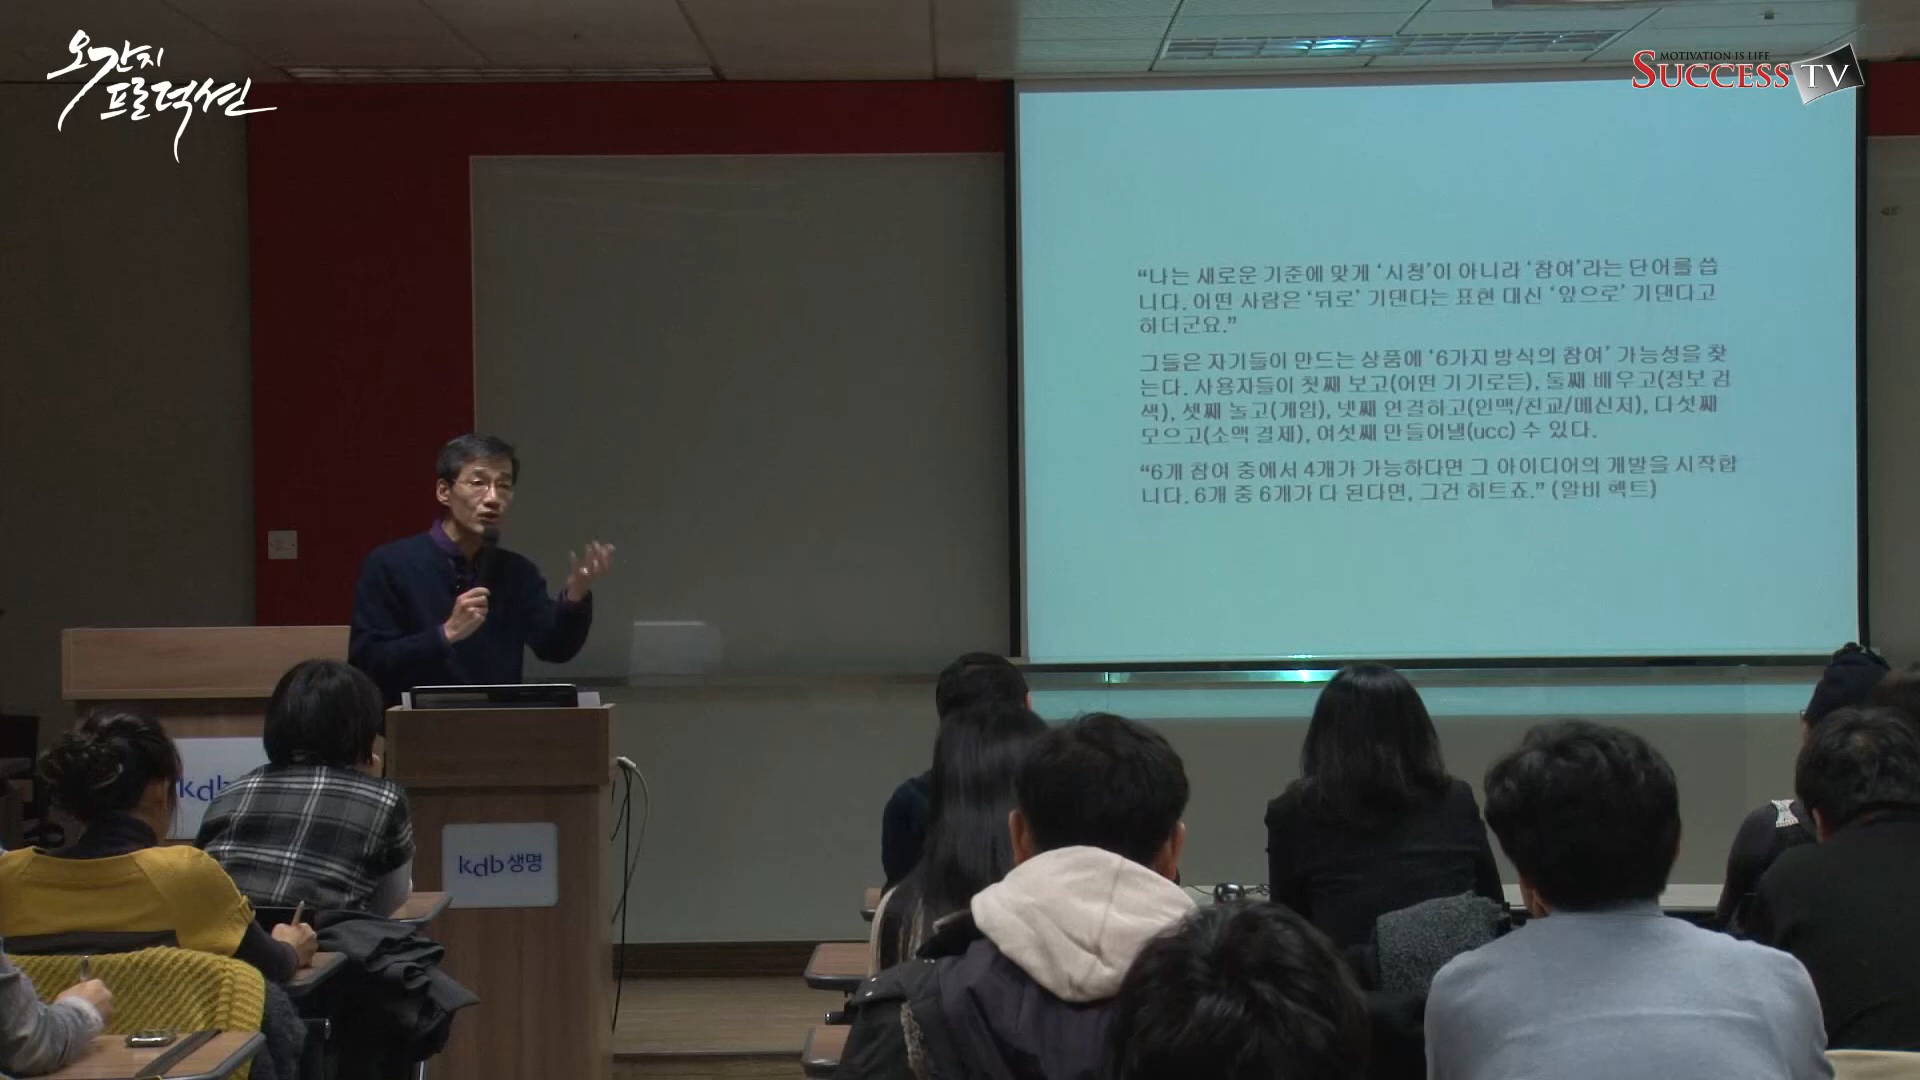 오가지
프로덕션
MOTIVATION IS LIFE
SUCCESS TV
“나는 새로운 기준에 맞게 ‘시청’이 아니라 ‘참여’라는 단어를 씁
니다. 어떤 사람은 ‘뒤로’ 기댄다는 표현 대신 ‘앞으로’ 기댄다고
하더군요.”
그들은 자기들이 만드는 상품에 ‘6가지 방식의 참여’ 가능성을 찾
는다. 사용자들이 첫째 보고(어떤 기기로든), 둘째 배우고(정보 검
색), 셋째 놀고(게임), 넷째 연결하고(인맥/친교/메신저), 다섯째
모으고(소액 결제), 여섯째 만들어낼(ucc) 수 있다.
“6개 참여 중에서 4개가 가능하다면 그 아이디어의 개발을 시작합
니다. 6개 중 6개가 다 된다면, 그건 히트죠.” (알비 헥트)
kdb
kdb생명